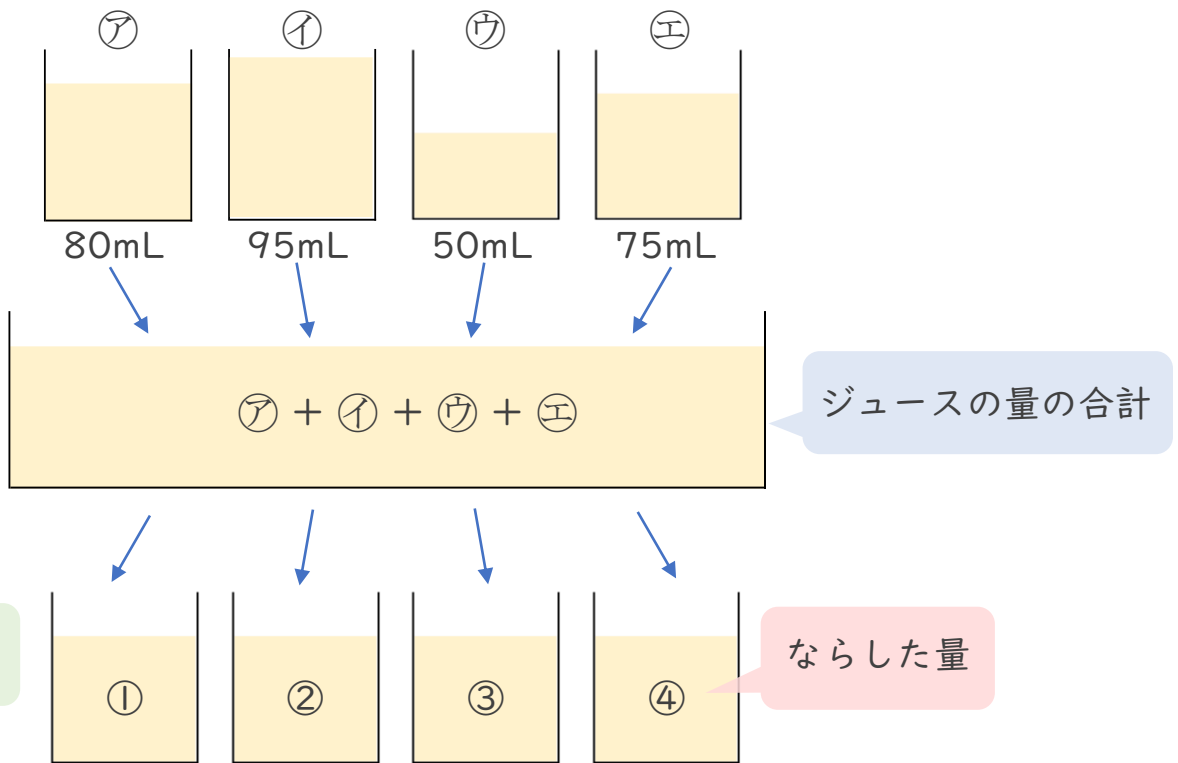 ㋐ ㋑ ㋒ ㋓
80mL 95mL 50mL 75mL
㋐ + ㋑ + ㋒ + ㋓
ジュースの量の合計
① ② ③ ④
ならした量